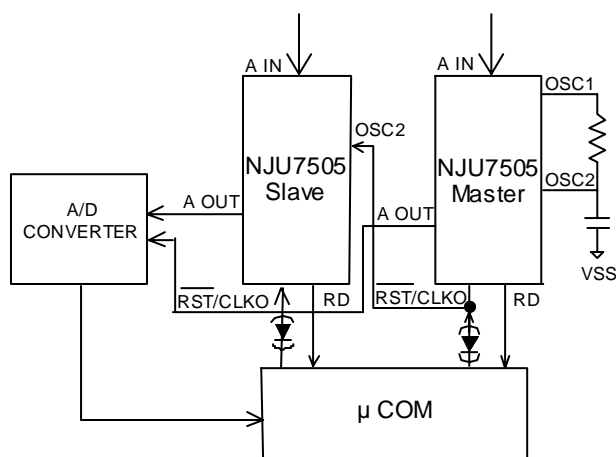 A IN
A IN
OSC1
OSC2
NJU7505
Slave
NJU7505
Master
OSC2
A/D
CONVERTER
A OUT
A OUT
VSS
RST/CLKO
RD
RST/CLKO
RD
µ COM